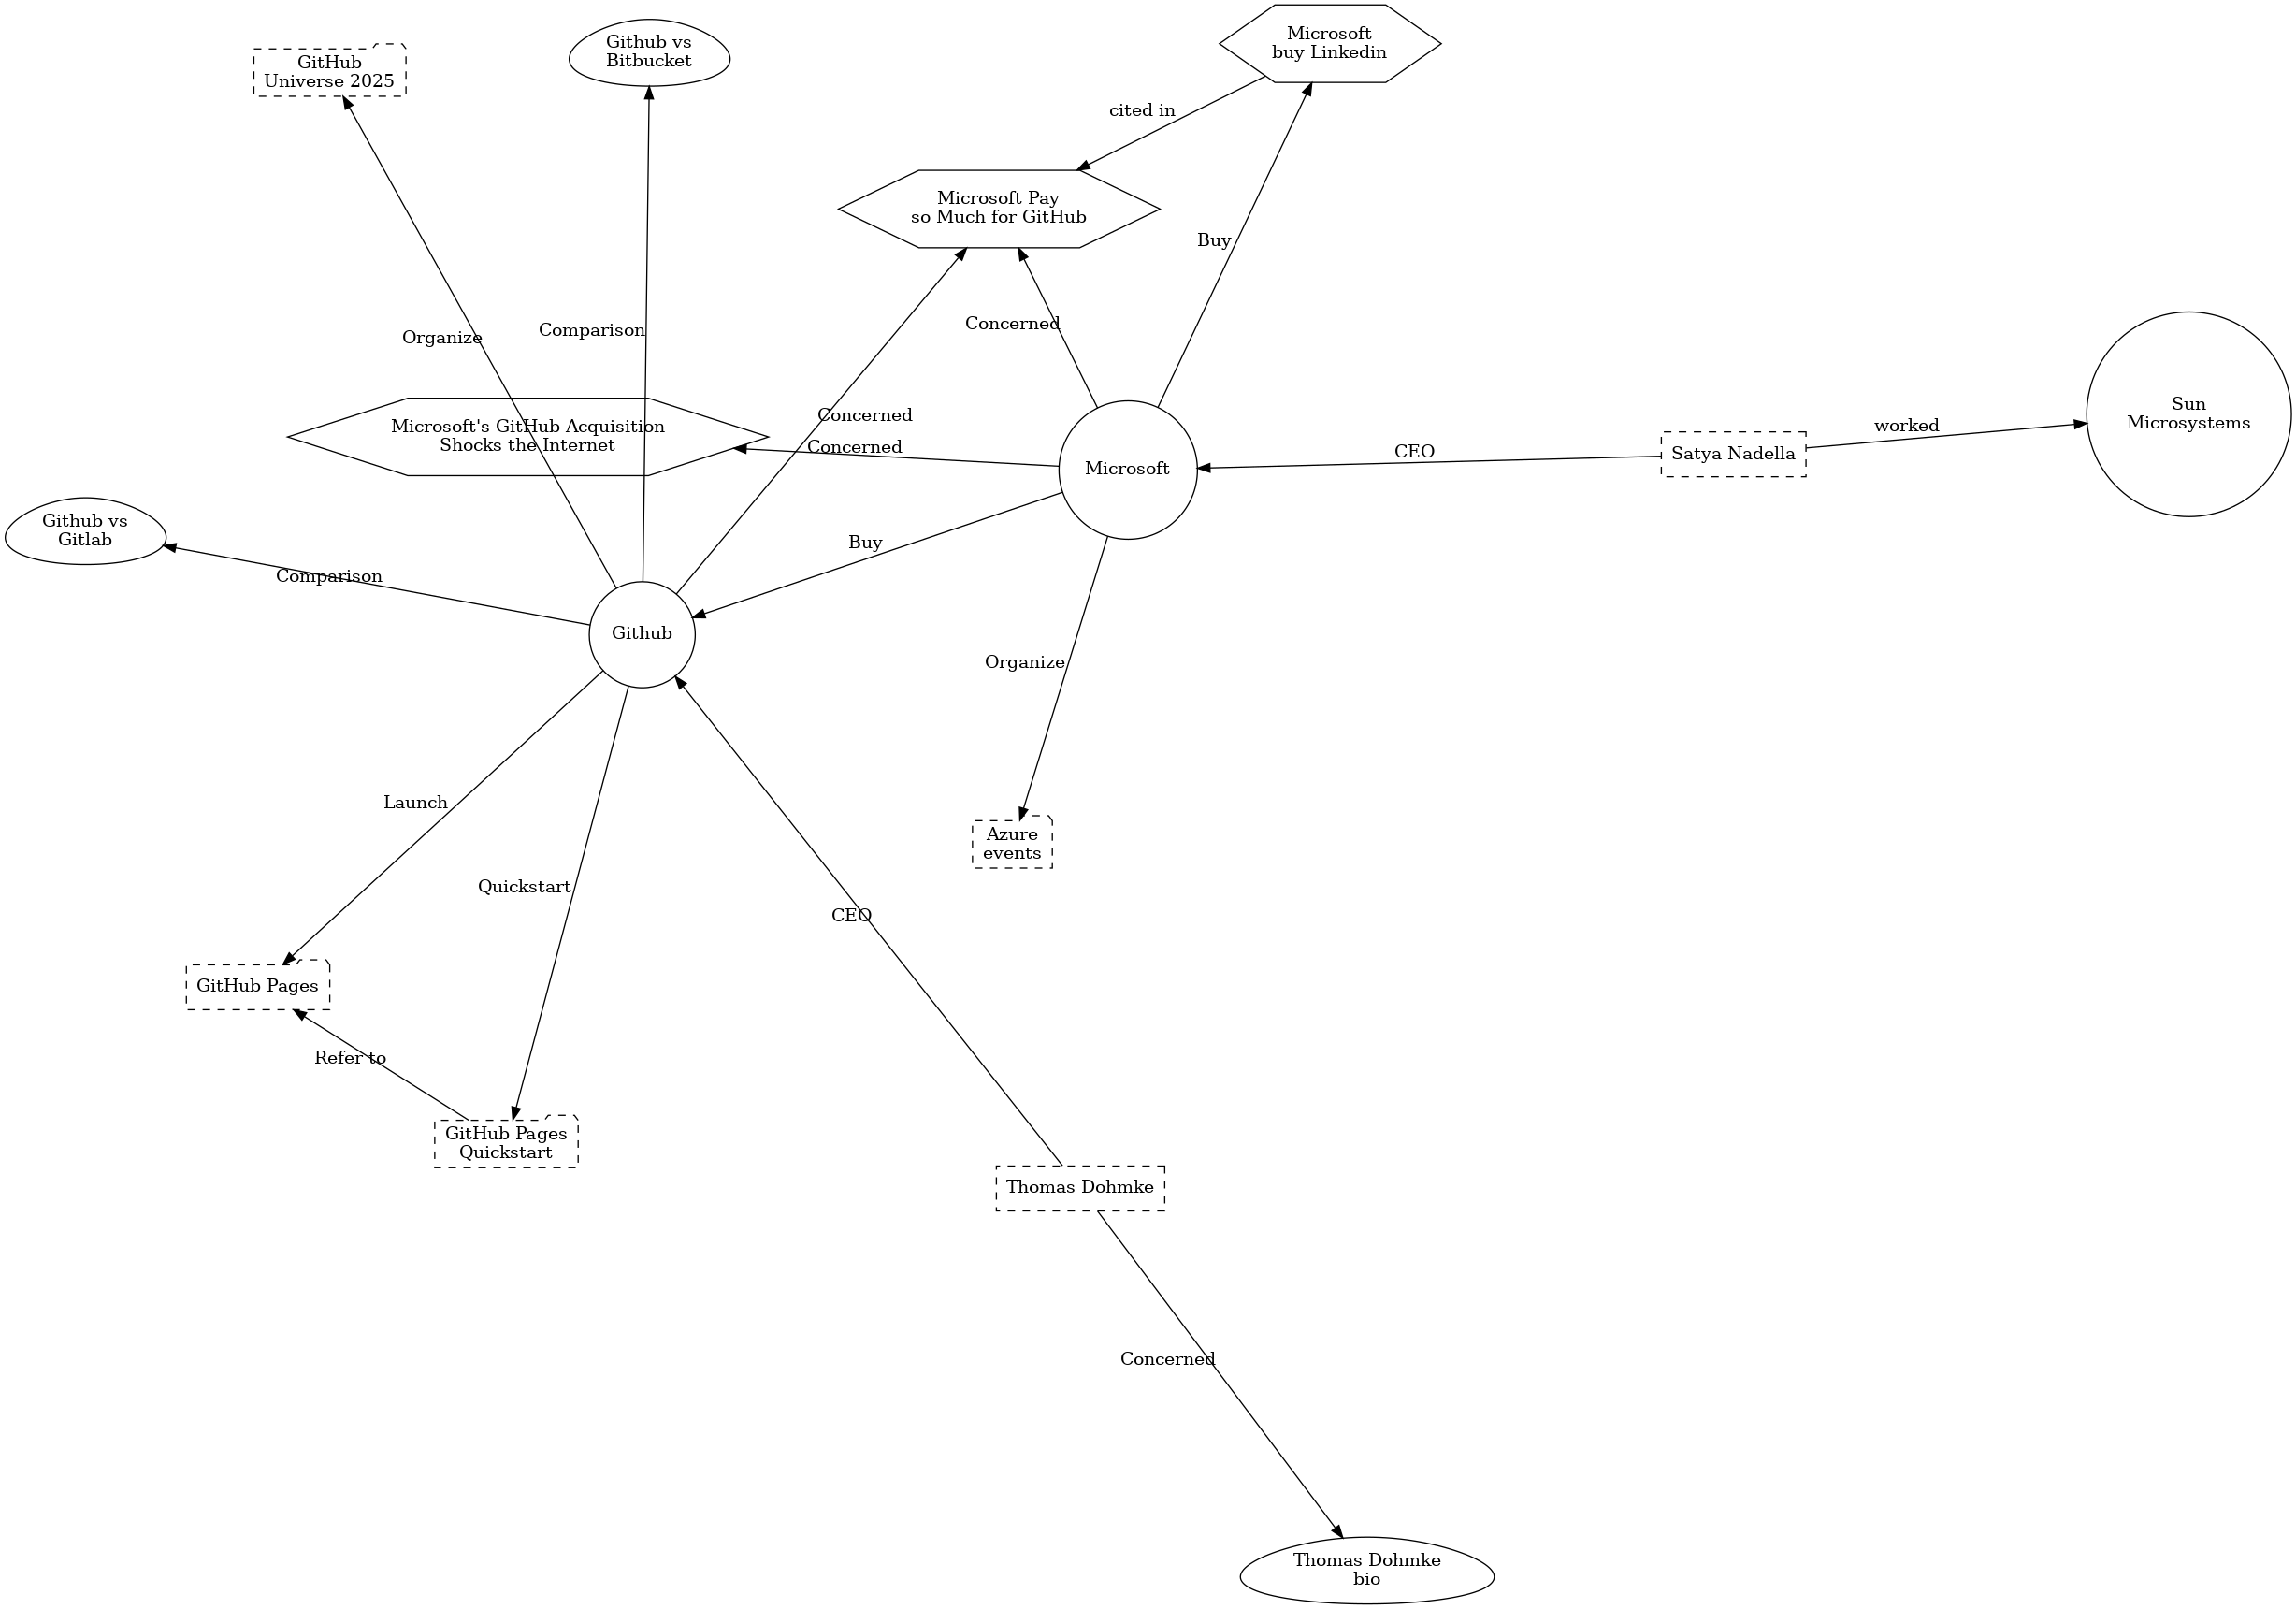 Microsoft
buy Linkedin
Github vs
Bitbucket
GitHub
Universe 2025
cited in
Microsoft Pay
so Much for GitHub
Buy
Concerned
Comparison
Organize
Sun
Microsystems
Concerned
Microsoft's GitHub Acquisition
Shocks the Internet
Concerned
worked
CEO
Satya Nadella
Microsoft
Github vs
Gitlab
Buy
Comparison
Github
Organize
Launch
Azure
events
Quickstart
CEO
GitHub Pages
Refer to
GitHub Pages
Quickstart
Thomas Dohmke
Concerned
Thomas Dohmke
bio